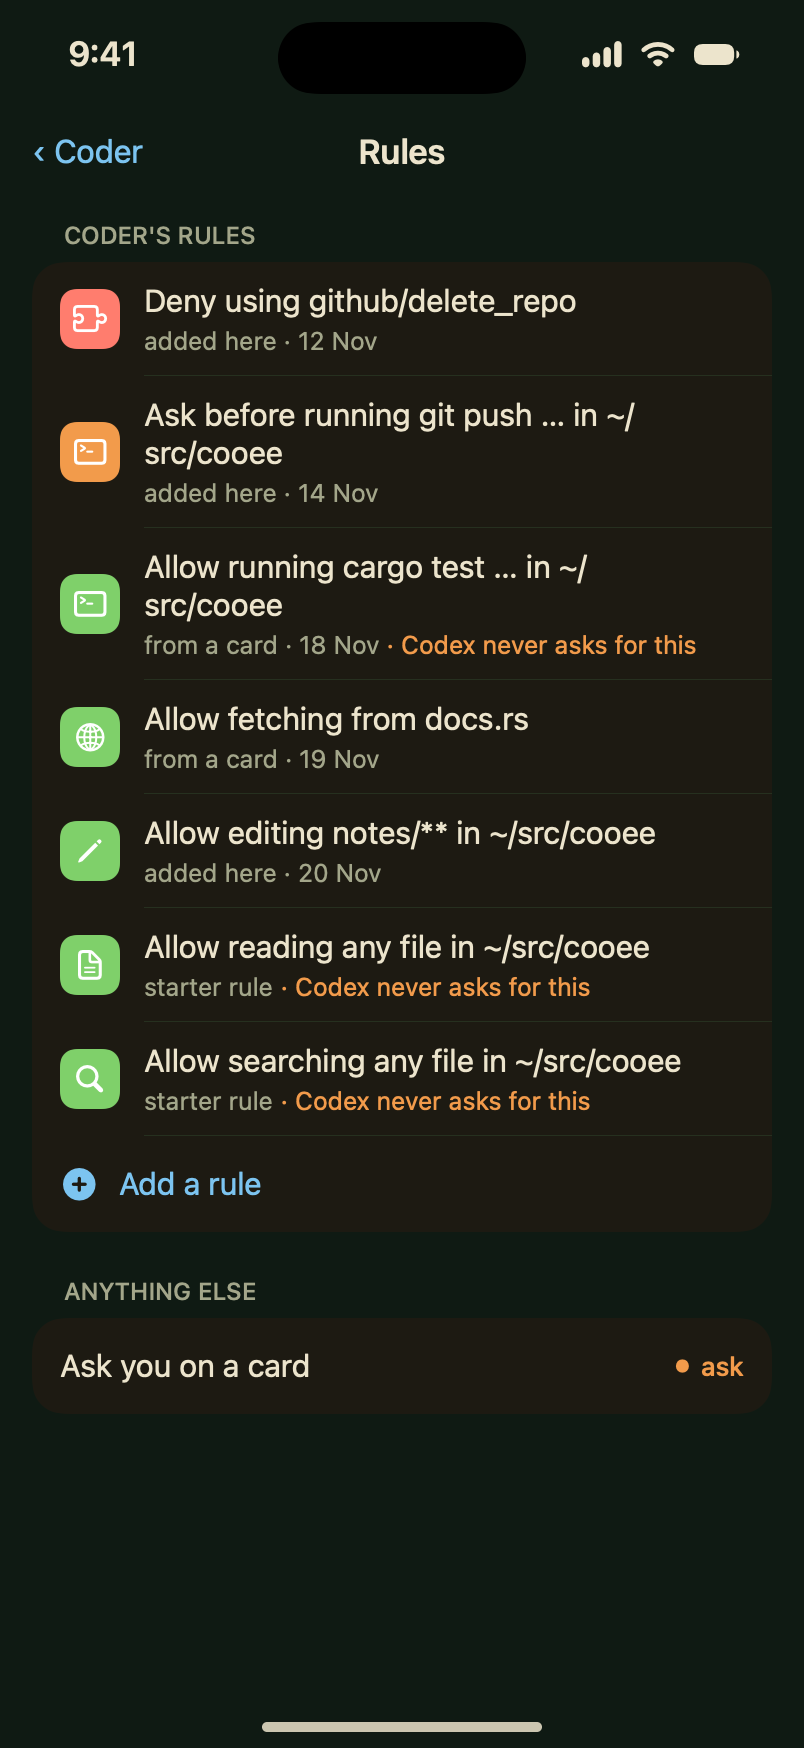 9:41
‹ Coder
Rules
CODER'S RULES
Deny using github/delete_repo
added here · 12 Nov
Ask before running git push ... in ~/
src/cooee
added here · 14 Nov
Allow running cargo test ... in ~/
src/cooee
from a card · 18 Nov · Codex never asks for this
Allow fetching from docs.rs
from a card · 19 Nov
Allow editing notes/** in ~/src/cooee
added here · 20 Nov
Allow reading any file in ~/src/cooee
starter rule · Codex never asks for this
Allow searching any file in ~/src/cooee
starter rule · Codex never asks for this
Add a rule
ANYTHING ELSE
Ask you on a card
ask